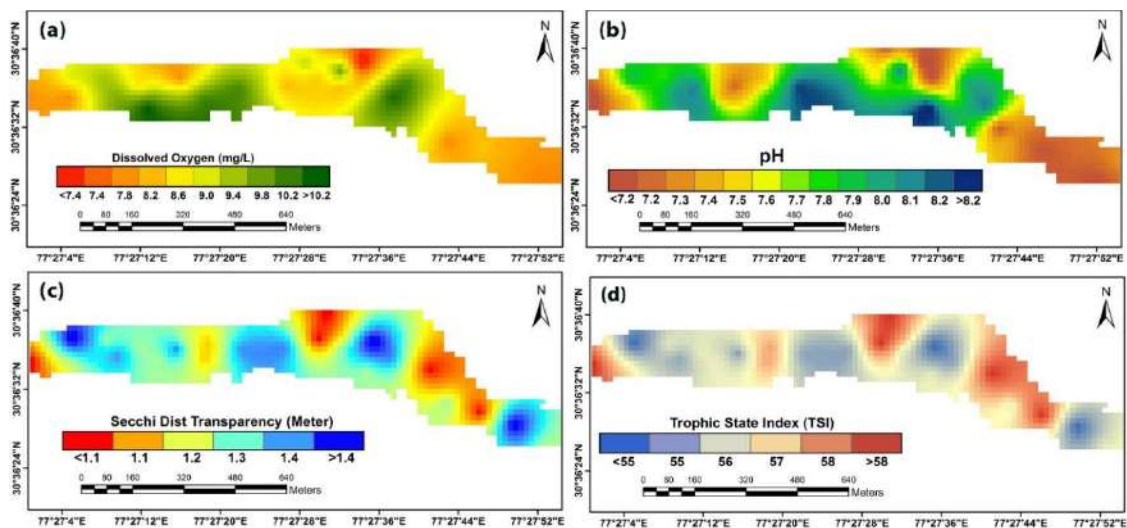 (a)
N
30°36'40"N
30°36'32"N
30°36'24"N
Dissolved Oxygen (mg/L)
<7.4 7.4 7.8 8.2 8.6 9.0 9.4 9.8 10.2 >10.2
0 80 160 320 480 640
Meters
77°27'4"E 77°27'12"E 77°27'20"E 77°27'28"E 77°27'36"E 77°27'44"E 77°27'52"E
(b)
N
30°36'40"N
30°36'32"N
30°36'24"N
pH
<7.2 7.2 7.3 7.4 7.5 7.6 7.7 7.8 7.9 8.0 8.1 8.2 >8.2
0 80 160 320 480 640
Meters
77°27'4"E 77°27'12"E 77°27'20"E 77°27'28"E 77°27'36"E 77°27'44"E 77°27'52"E
(c)
N
30°36'40"N
30°36'32"N
30°36'24"N
Secchi Dist Transparency (Meter)
<1.1 1.1 1.2 1.3 1.4 >1.4
0 80 160 320 480 640
Meters
77°27'4"E 77°27'12"E 77°27'20"E 77°27'28"E 77°27'36"E 77°27'44"E 77°27'52"E
(d)
N
30°36'40"N
30°36'32"N
30°36'24"N
Trophic State Index (TSI)
<55 55 56 57 58 >58
0 80 160 320 480 640
Meters
77°27'4"E 77°27'12"E 77°27'20"E 77°27'28"E 77°27'36"E 77°27'44"E 77°27'52"E